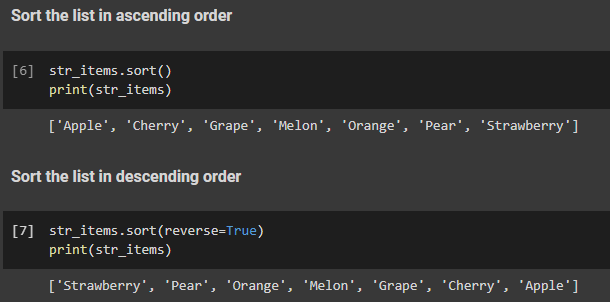 Sort the list in ascending order
[6] str_items.sort()
print(str_items)
['Apple', 'Cherry', 'Grape', 'Melon', 'Orange', 'Pear', 'Strawberry']
Sort the list in descending order
[7] str_items.sort(reverse=True)
print(str_items)
['Strawberry', 'Pear', 'Orange', 'Melon', 'Grape', 'Cherry', 'Apple']